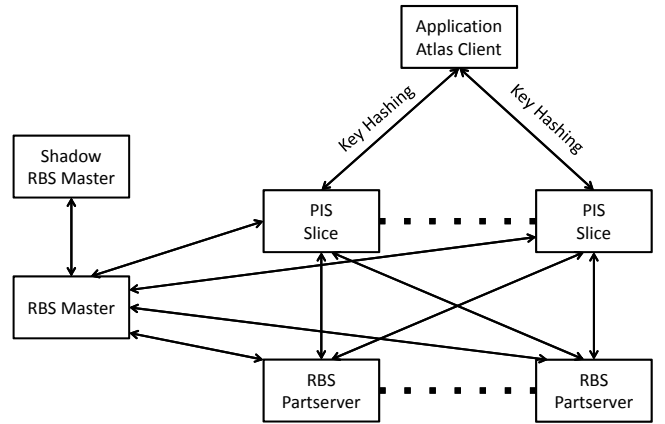 Application
Atlas Client
Key Hashing
Key Hashing
Shadow
RBS Master
PIS
Slice
PIS
Slice
RBS Master
RBS
Partserver
RBS
Partserver